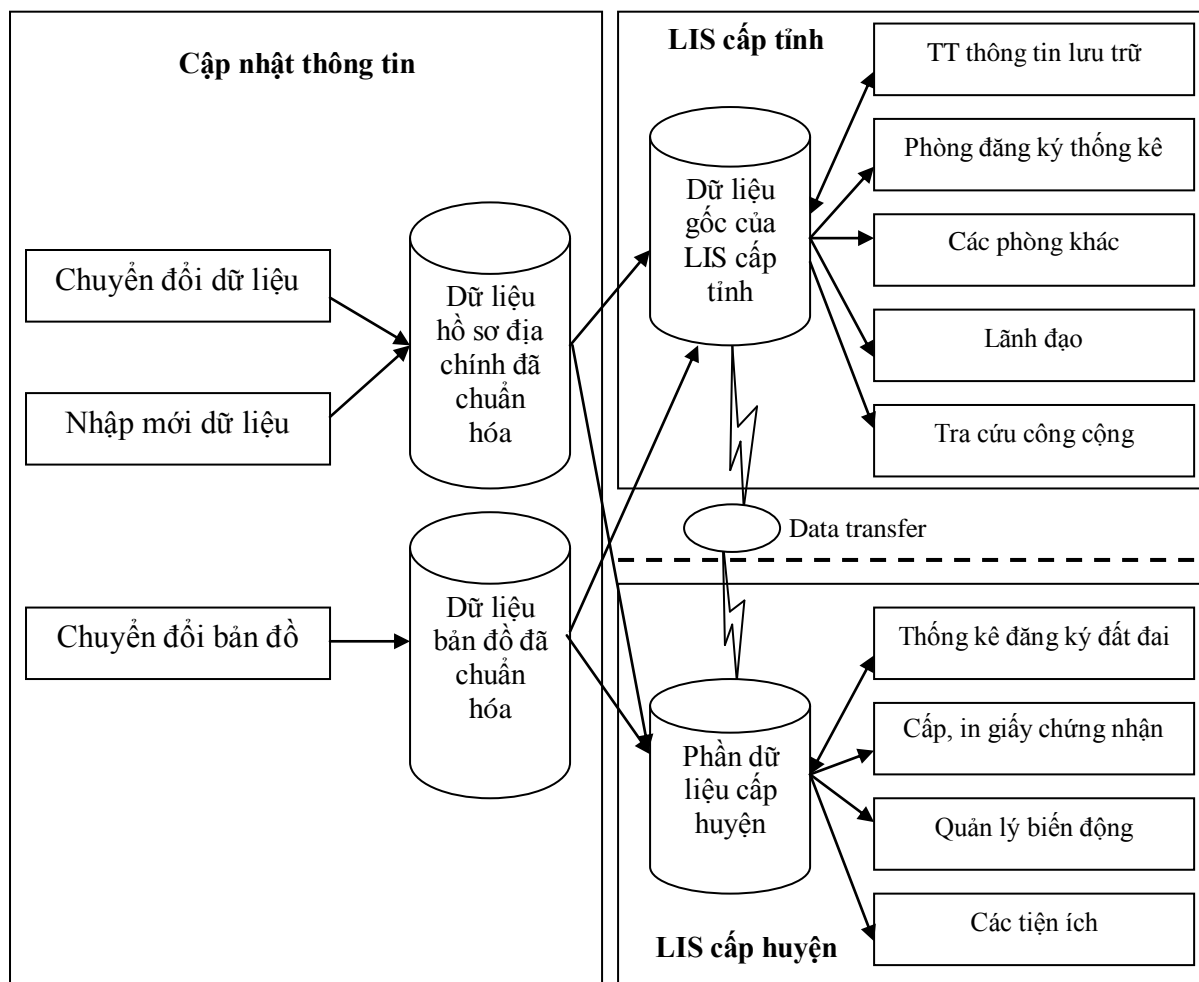 Cập nhật thông tin
Chuyển đổi dữ liệu
Nhập mới dữ liệu
Chuyển đổi bản đồ
Dữ liệu
hồ sơ địa
chính đã
chuẩn
hóa
Dữ liệu
bản đồ đã
chuẩn
hóa
LIS cấp tỉnh
Dữ liệu
gốc của
LIS cấp
tỉnh
TT thông tin lưu trữ
Phòng đăng ký thống kê
Các phòng khác
Lãnh đạo
Tra cứu công cộng
Data transfer
Phần dữ
liệu cấp
huyện
LIS cấp huyện
Thống kê đăng ký đất đai
Cấp, in giấy chứng nhận
Quản lý biến động
Các tiện ích